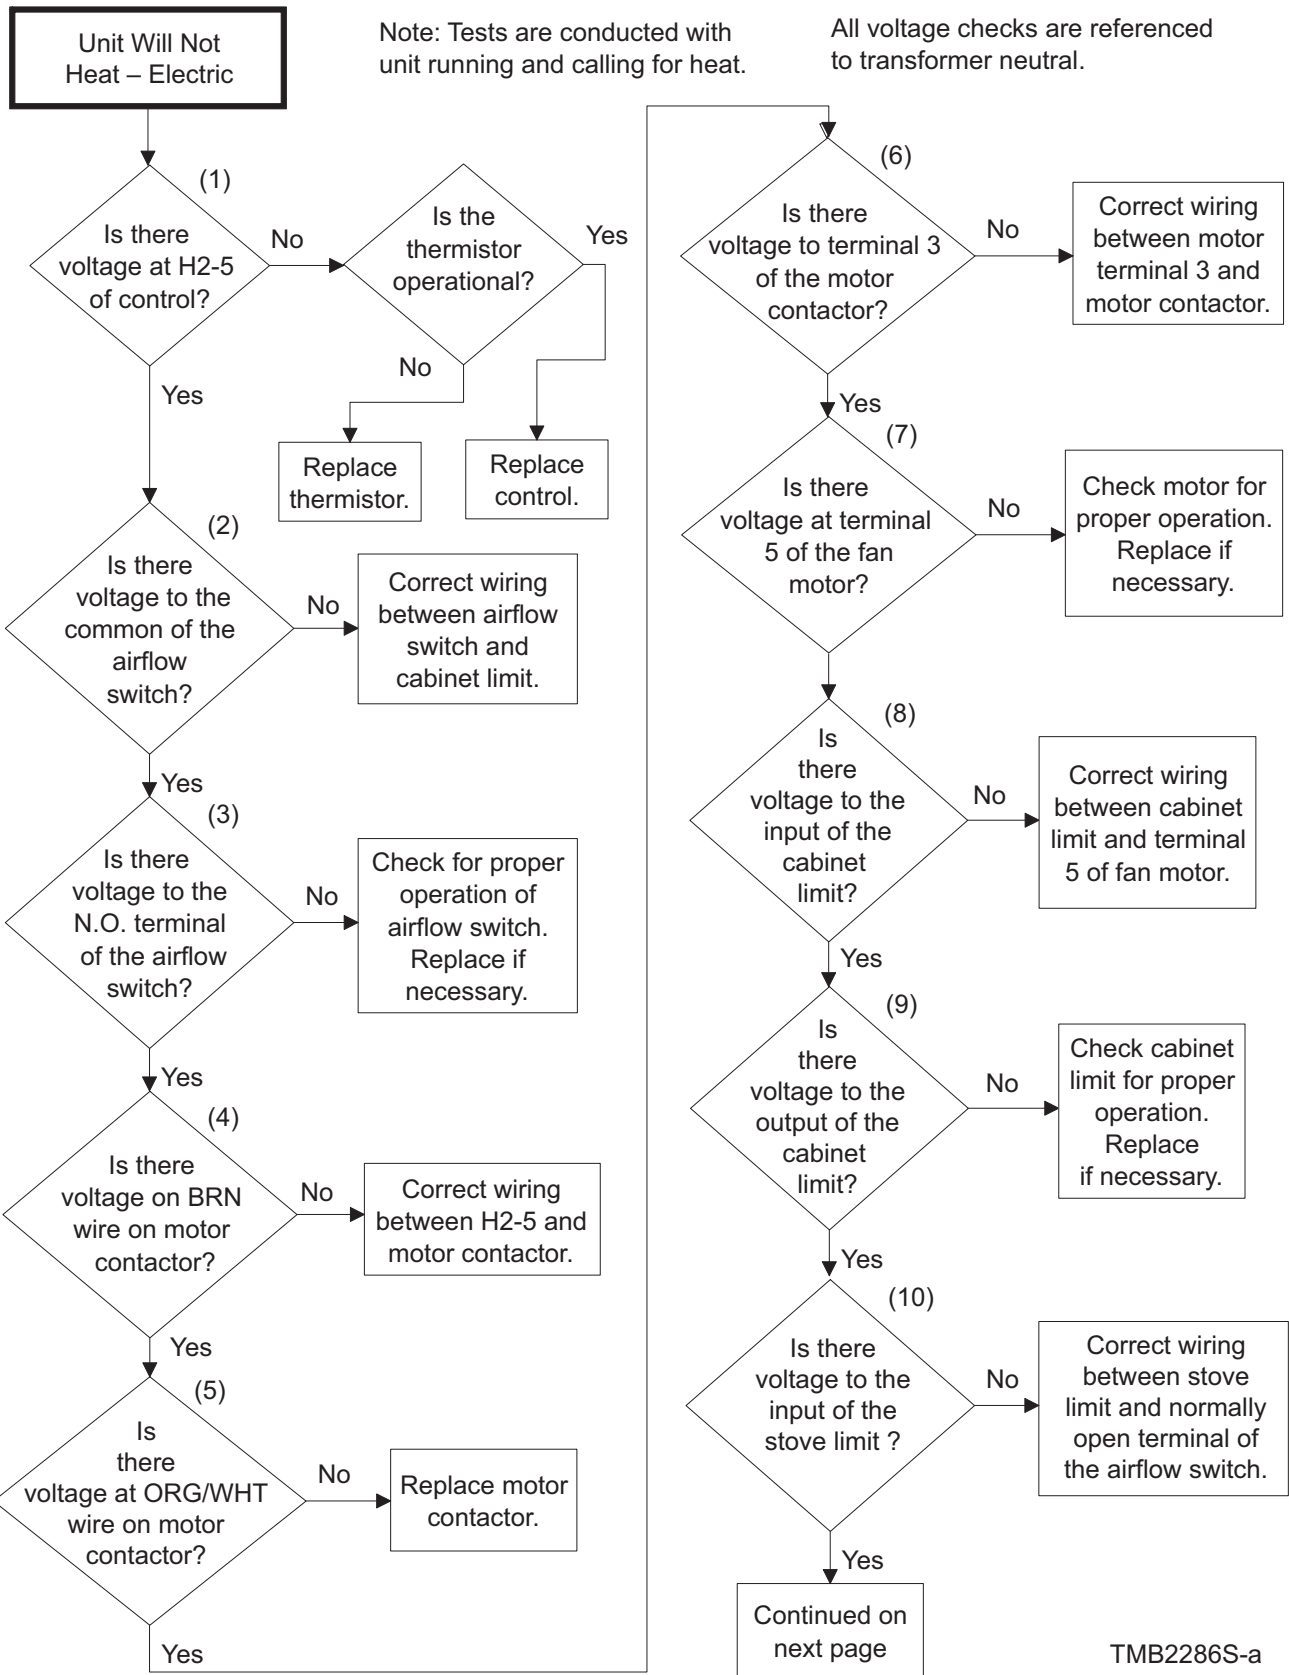 Unit Will Not
Heat – Electric
Note: Tests are conducted with
unit running and calling for heat.
All voltage checks are referenced
to transformer neutral.
(1)
Is there
voltage at H2-5
of control?
No
Is the
thermistor
operational?
Yes
No
Yes
Replace
thermistor.
Replace
control.
(2)
Is there
voltage to the
common of the
airflow
switch?
No
Correct wiring
between airflow
switch and
cabinet limit.
Yes
(3)
Is there
voltage to the
N.O. terminal
of the airflow
switch?
No
Check for proper
operation of
airflow switch.
Replace if
necessary.
Yes
(4)
Is there
voltage on BRN
wire on motor
contactor?
No
Correct wiring
between H2-5 and
motor contactor.
Yes
(5)
Is
there
voltage at ORG/WHT
wire on motor
contactor?
No
Replace motor
contactor.
Yes
(6)
Is there
voltage to terminal 3
of the motor
contactor?
No
Correct wiring
between motor
terminal 3 and
motor contactor.
Yes
(7)
Is there
voltage at terminal
5 of the fan
motor?
No
Check motor for
proper operation.
Replace if
necessary.
(8)
Is
there
voltage to the
input of the
cabinet
limit?
No
Correct wiring
between cabinet
limit and terminal
5 of fan motor.
Yes
(9)
Is
there
voltage to the
output of the
cabinet
limit?
No
Check cabinet
limit for proper
operation.
Replace
if necessary.
Yes
(10)
Is there
voltage to the
input of the
stove limit ?
No
Correct wiring
between stove
limit and normally
open terminal of
the airflow switch.
Yes
Continued on
next page
TMB2286S-a